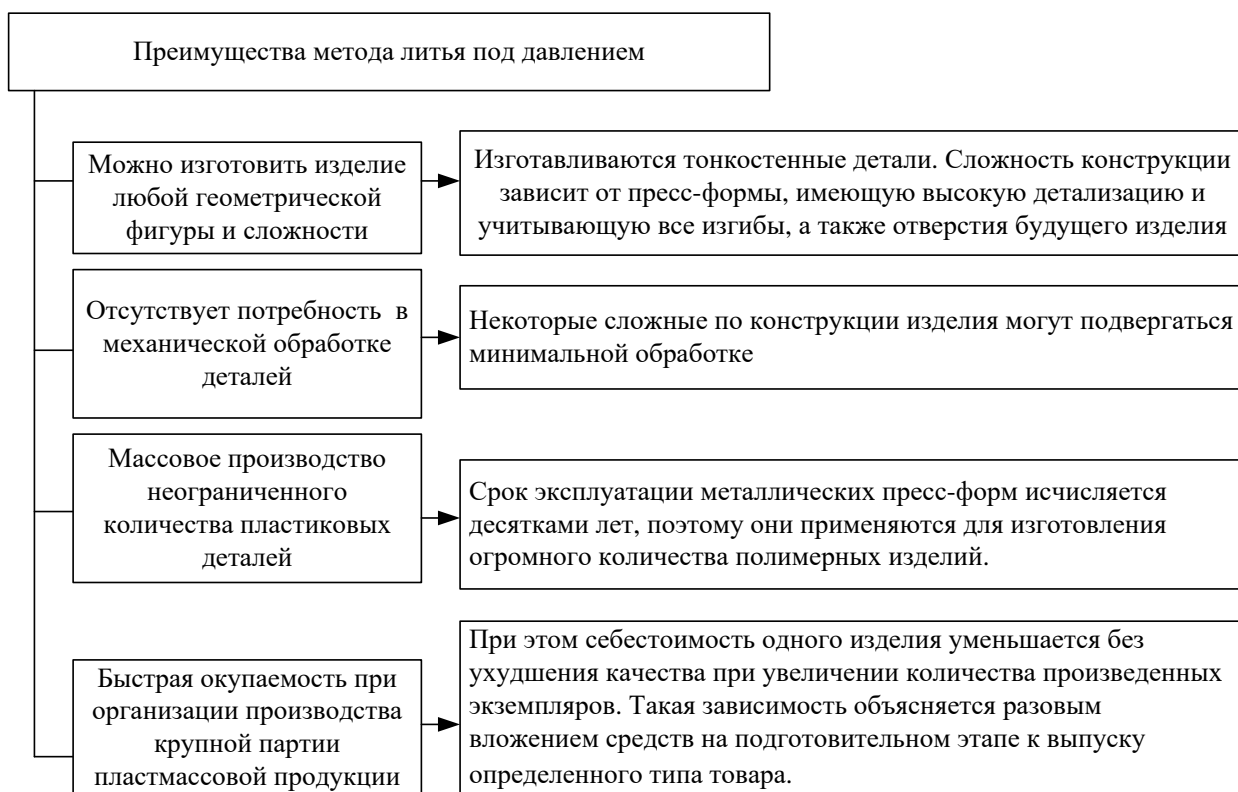 Преимущества метода литья под давлением
Можно изготовить изделие
любой геометрической
фигуры и сложности
Изготавливаются тонкостенные детали. Сложность конструкции
зависит от пресс-формы, имеющую высокую детализацию и
учитывающую все изгибы, а также отверстия будущего изделия
Отсутствует потребность в
механической обработке
деталей
Некоторые сложные по конструкции изделия могут подвергаться
минимальной обработке
Массовое производство
неограниченного
количества пластиковых
деталей
Срок эксплуатации металлических пресс-форм исчисляется
десятками лет, поэтому они применяются для изготовления
огромного количества полимерных изделий.
Быстрая окупаемость при
организации производства
крупной партии
пластмассовой продукции
При этом себестоимость одного изделия уменьшается без
ухудшения качества при увеличении количества произведенных
экземпляров. Такая зависимость объясняется разовым
вложением средств на подготовительном этапе к выпуску
определенного типа товара.